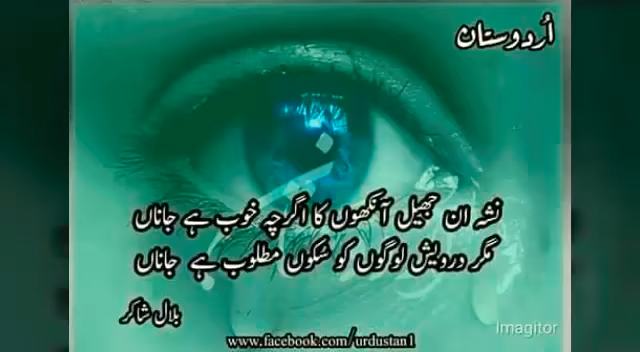 اُردوستان
نشہ ان جھیل آنکھوں کا اگرچہ خوب ہے جاناں
مگر درویش لوگوں کو سکوں مطلوب ہے جاناں
بلال شاکر
www.facebook.com/urdustan1
Imagitor